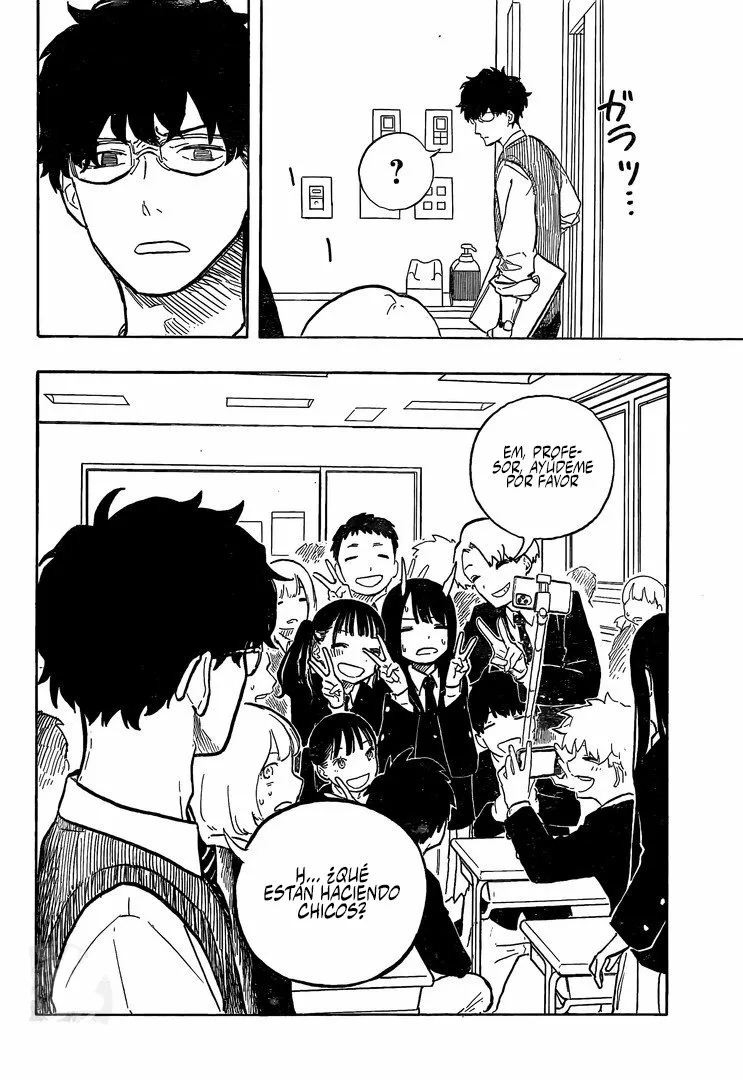 ?
ガラッ...
EM, PROFE-
SOR, AYÚDEME
POR FAVOR
H... ¿QUÉ
ESTÁN HACIENDO
CHICOS?